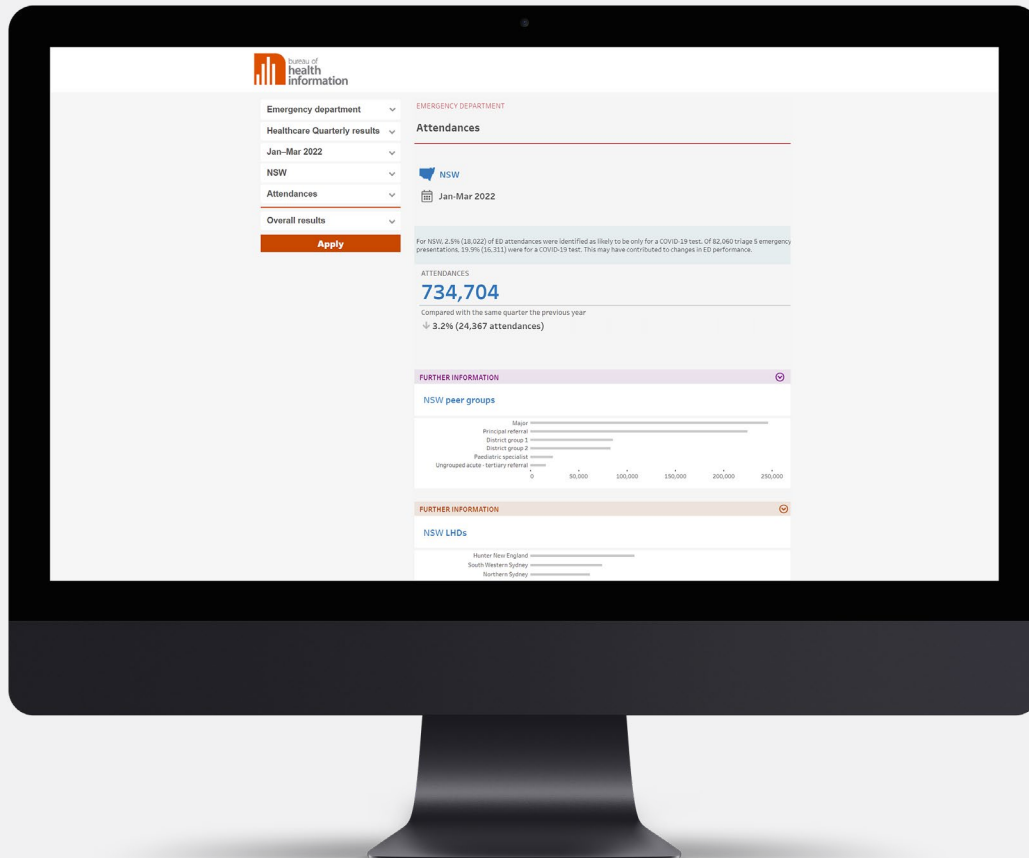 bureau of
health
information
Emergency department
Healthcare Quarterly results
Jan–Mar 2022
NSW
Attendances
Overall results
Apply
EMERGENCY DEPARTMENT
Attendances
NSW
Jan-Mar 2022
For NSW, 2.5% (18,022) of ED attendances were identified as likely to be only for a COVID-19 test. Of 82,060 triage 5 emergency
presentations, 19.9% (16,311) were for a COVID-19 test. This may have contributed to changes in ED performance.
ATTENDANCES
734,704
Compared with the same quarter the previous year
↓ 3.2% (24,367 attendances)
FURTHER INFORMATION
NSW peer groups
Major
Principal referral
District group 1
District group 2
Paediatric specialist
Ungrouped acute - tertiary referral
0 50,000 100,000 150,000 200,000 250,000
FURTHER INFORMATION
NSW LHDs
Hunter New England
South Western Sydney
Northern Sydney